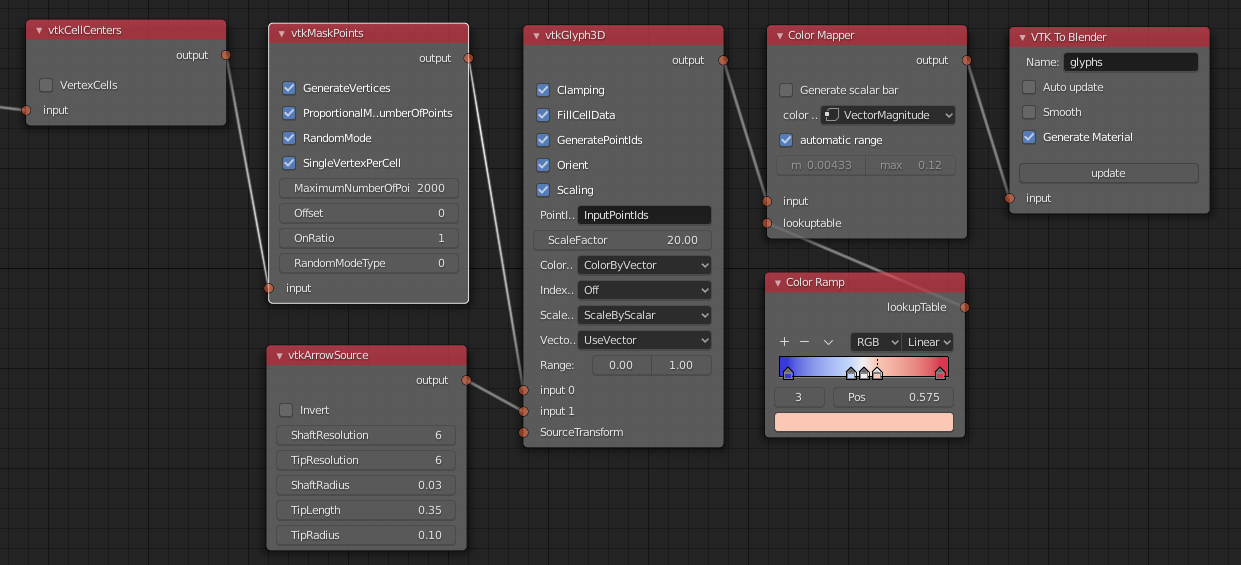 vtkCellCenters
output
VertexCells
input
vtkMaskPoints
output
GenerateVertices
ProportionalM..umberOfPoints
RandomMode
SingleVertexPerCell
MaximumNumberOfPoi 2000
Offset 0
OnRatio 1
RandomModeType 0
input
vtkArrowSource
output
Invert
ShaftResolution 6
TipResolution 6
ShaftRadius 0.03
TipLength 0.35
TipRadius 0.10
vtkGlyph3D
output
Clamping
FillCellData
GeneratePointIds
Orient
Scaling
PointI.. InputPointIds
ScaleFactor 20.00
Color.. ColorByVector
Index.. Off
Scale.. ScaleByScalar
Vecto.. UseVector
Range: 0.00 1.00
input 0
input 1
SourceTransform
Color Mapper
output
Generate scalar bar
color .. VectorMagnitude
automatic range
m 0.00433 max 0.12
input
lookuptable
Color Ramp
lookupTable
RGB Linear
3 Pos 0.575
VTK To Blender
Name: glyphs
Auto update
Smooth
Generate Material
update
input